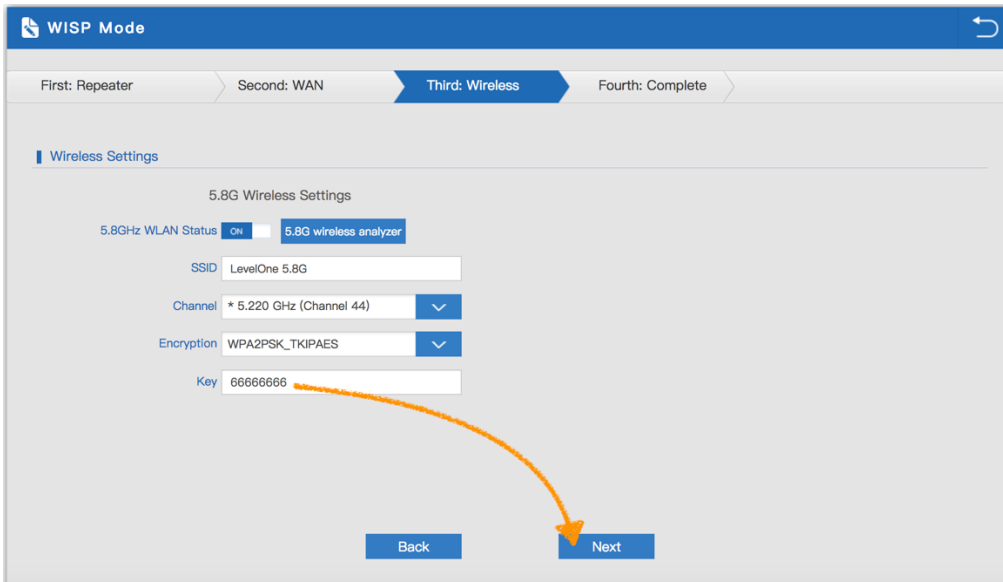 WISP Mode
First: Repeater
Second: WAN
Third: Wireless
Fourth: Complete
Wireless Settings
5.8G Wireless Settings
5.8GHz WLAN Status ON 5.8G wireless analyzer
SSID LevelOne 5.8G
Channel * 5.220 GHz (Channel 44)
Encryption WPA2PSK_TKIPAES
Key 66666666
Back Next